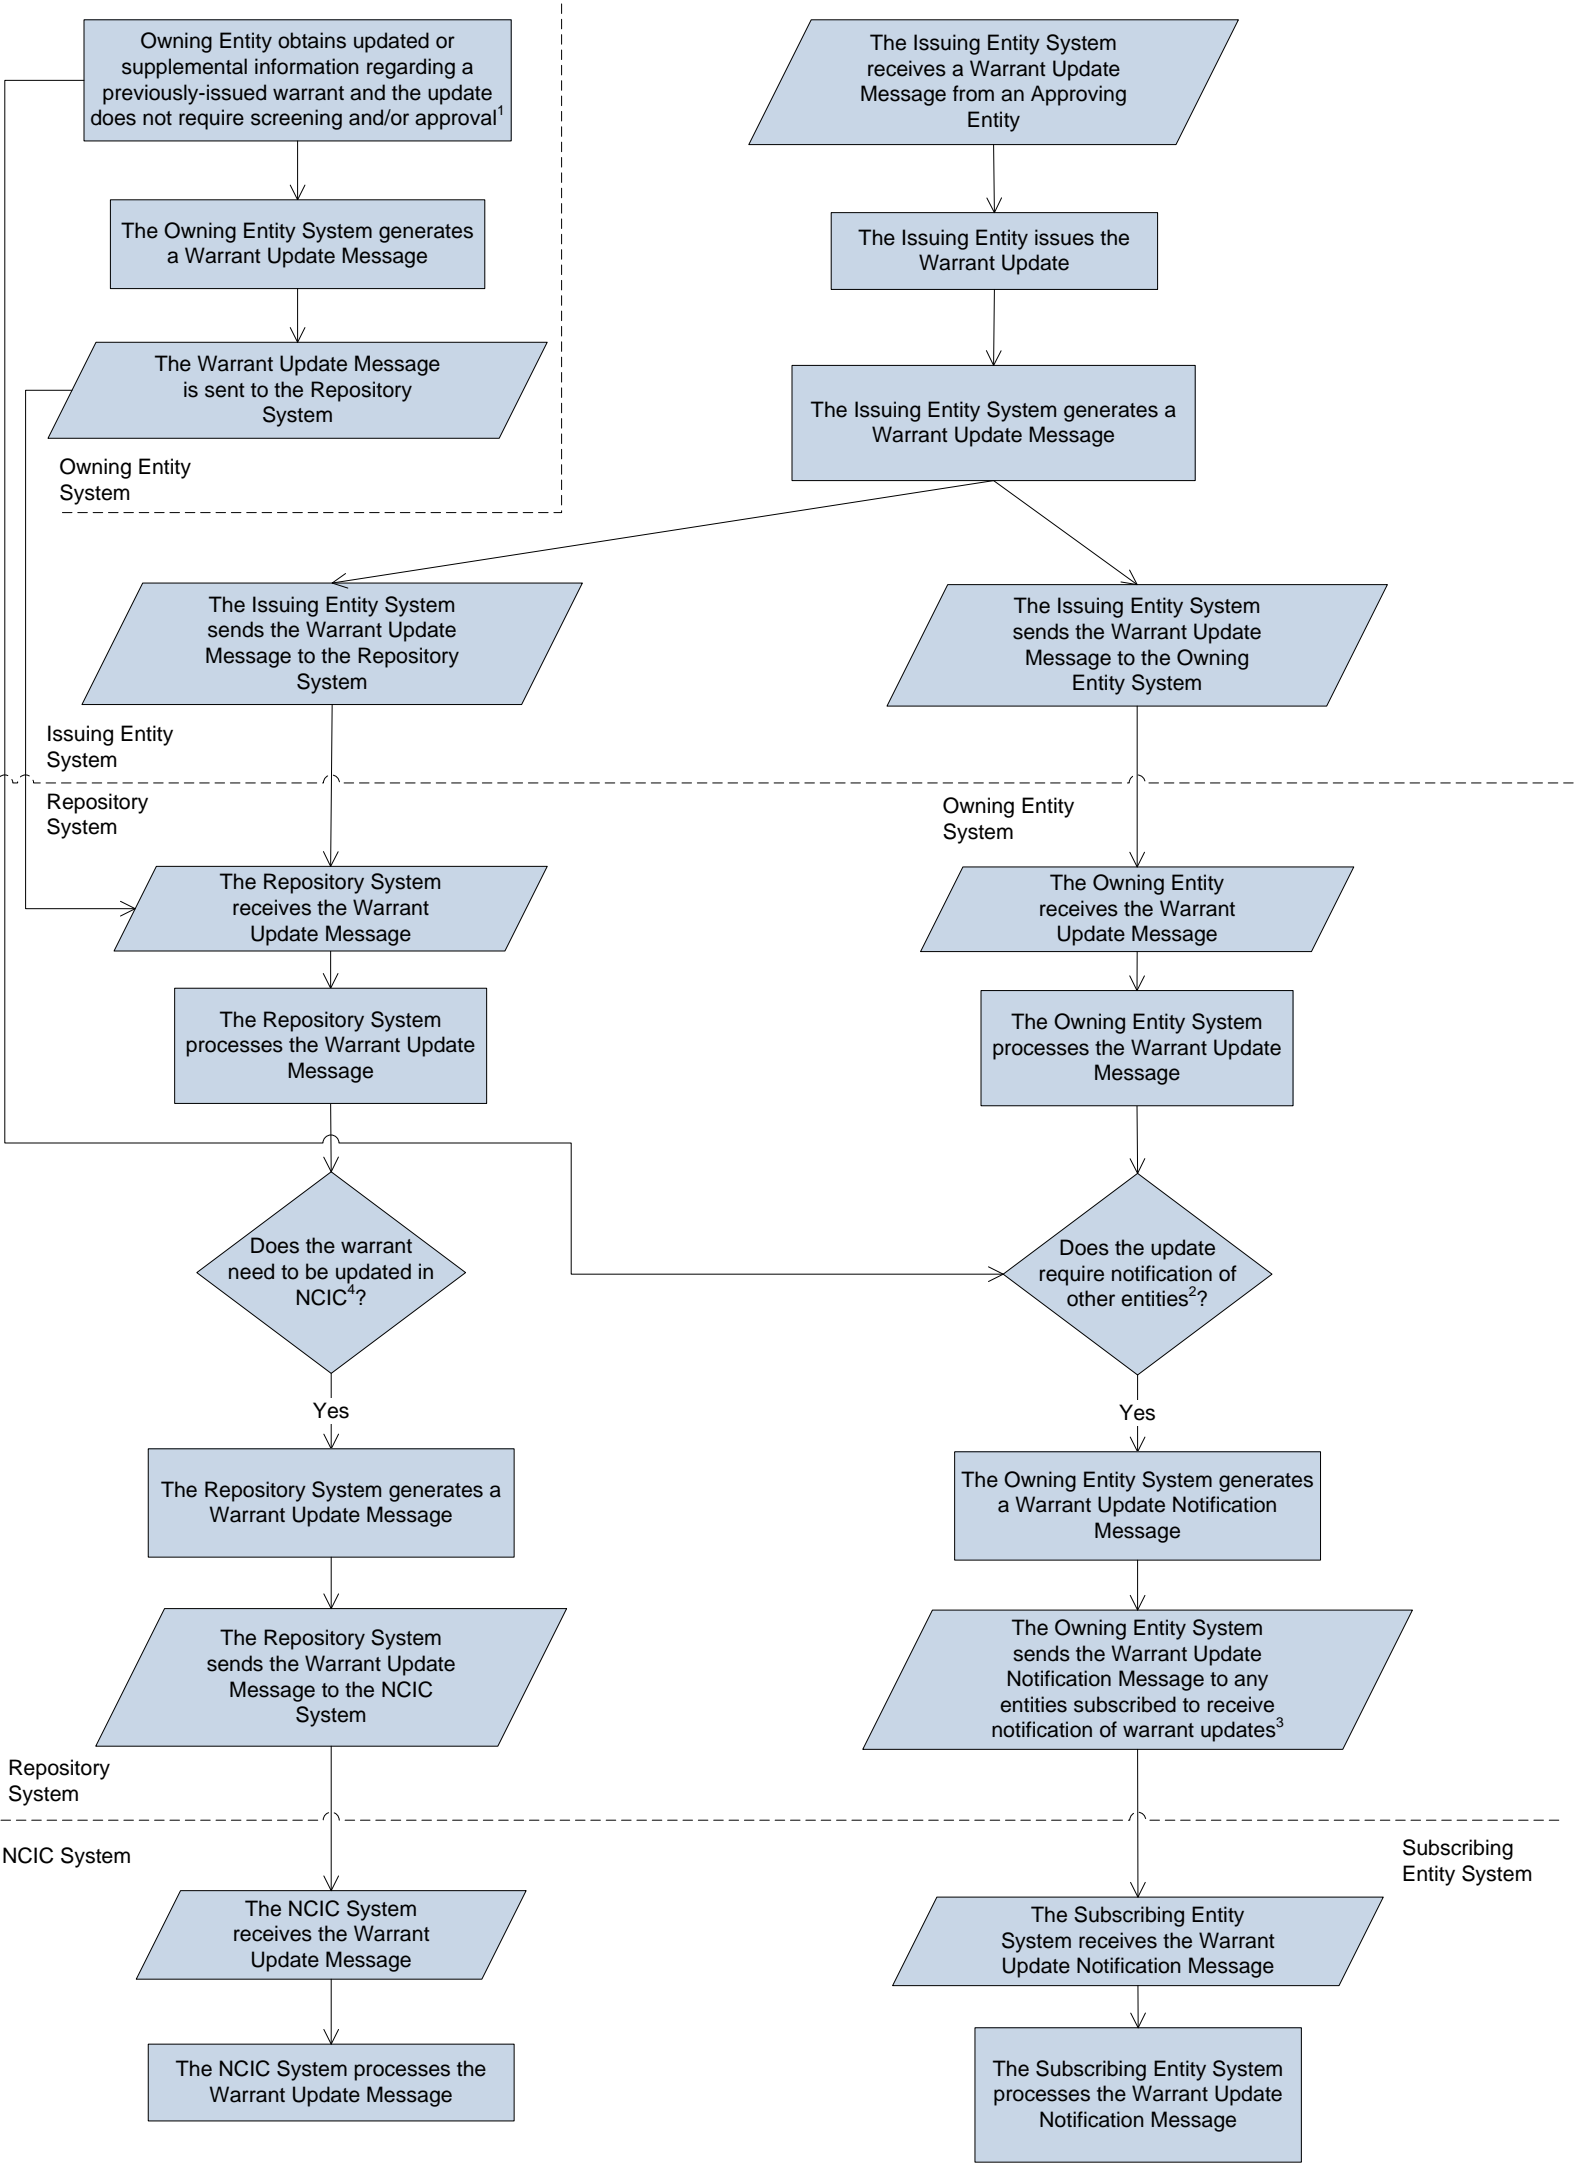 Owning Entity obtains updated or
supplemental information regarding a
previously-issued warrant and the update
does not require screening and/or approval1
The Owning Entity System generates
a Warrant Update Message
The Warrant Update Message
is sent to the Repository
System
Owning Entity
System
The Issuing Entity System
receives a Warrant Update
Message from an Approving
Entity
The Issuing Entity issues the
Warrant Update
The Issuing Entity System generates a
Warrant Update Message
The Issuing Entity System
sends the Warrant Update
Message to the Repository
System
The Issuing Entity System
sends the Warrant Update
Message to the Owning
Entity System
Issuing Entity
System
Repository
System
Owning Entity
System
The Repository System
receives the Warrant
Update Message
The Owning Entity
receives the Warrant
Update Message
The Repository System
processes the Warrant Update
Message
The Owning Entity System
processes the Warrant Update
Message
Does the warrant
need to be updated in
NCIC4?
Does the update
require notification of
other entities2?
Yes
Yes
The Repository System generates a
Warrant Update Message
The Owning Entity System generates
a Warrant Update Notification
Message
The Repository System
sends the Warrant Update
Message to the NCIC
System
The Owning Entity System
sends the Warrant Update
Notification Message to any
entities subscribed to receive
notification of warrant updates3
Repository
System
NCIC System
Subscribing
Entity System
The NCIC System
receives the Warrant
Update Message
The Subscribing Entity
System receives the Warrant
Update Notification Message
The NCIC System processes the
Warrant Update Message
The Subscribing Entity System
processes the Warrant Update
Notification Message